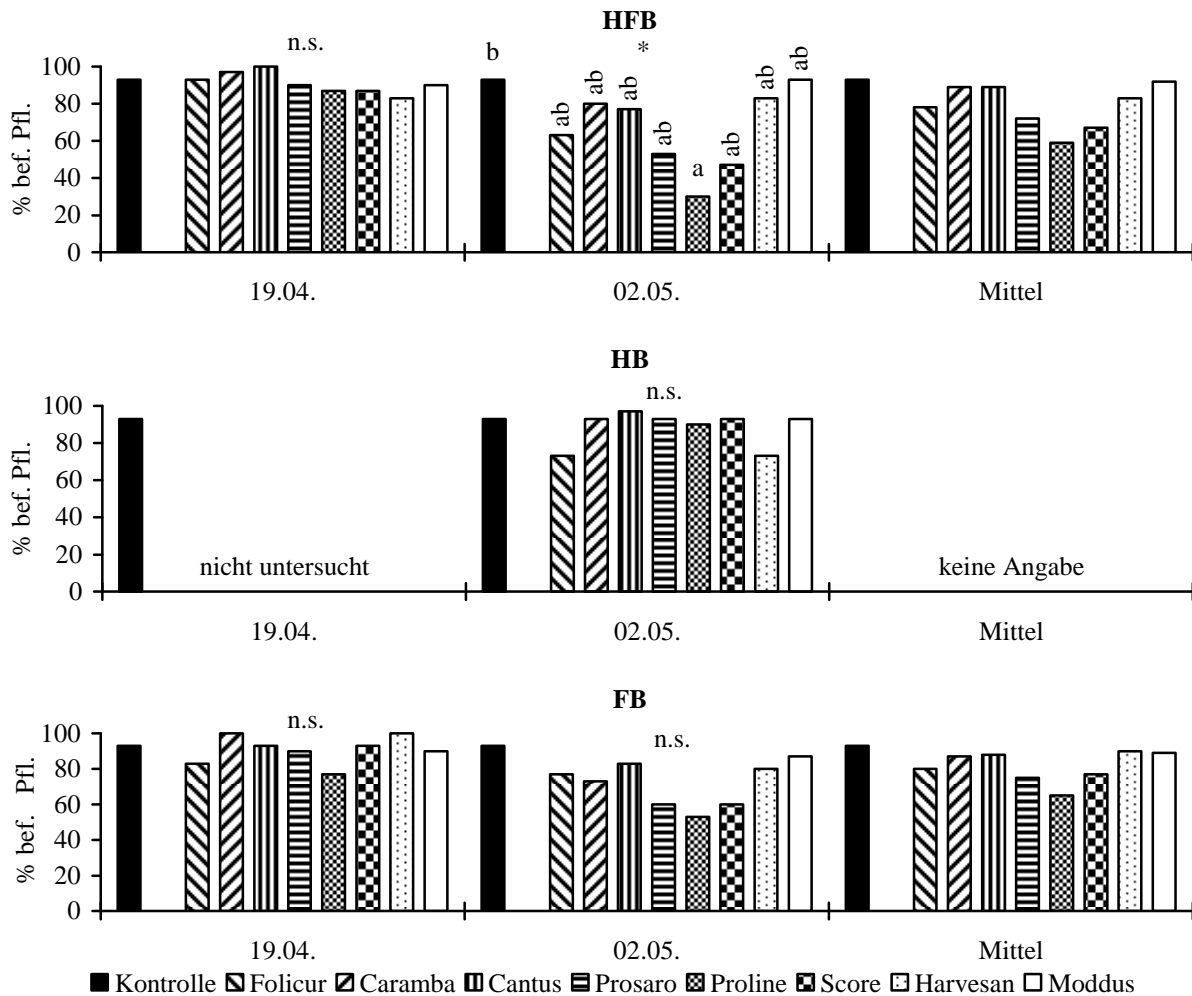 HFB
n.s.
b
*
ab
ab
ab
ab
a
ab
ab
ab
100
80
60
40
20
0
% bef. Pfl.
19.04. 02.05. Mittel
HB
n.s.
100
80
60
40
20
0
% bef. Pfl.
nicht untersucht keine Angabe
19.04. 02.05. Mittel
FB
n.s. n.s.
100
80
60
40
20
0
% bef. Pfl.
19.04. 02.05. Mittel
Kontrolle Folicur Caramba Cantus Prosaro Proline Score Harvesan Moddus